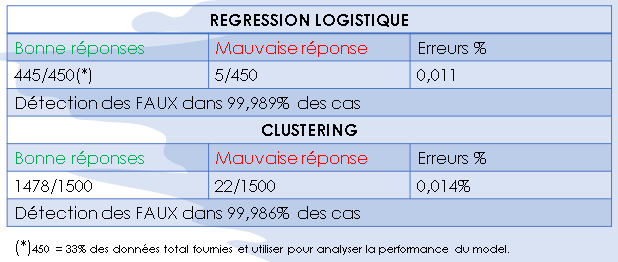 REGRESSION LOGISTIQUE
Bonne réponses Mauvaise réponse Erreurs %
445/450(*) 5/450 0,011
Détection des FAUX dans 99,989% des cas
CLUSTERING
Bonne réponses Mauvaise réponse Erreurs %
1478/1500 22/1500 0,014%
Détection des FAUX dans 99,986% des cas
(*)450 = 33% des données total fournies et utiliser pour analyser la performance du model.